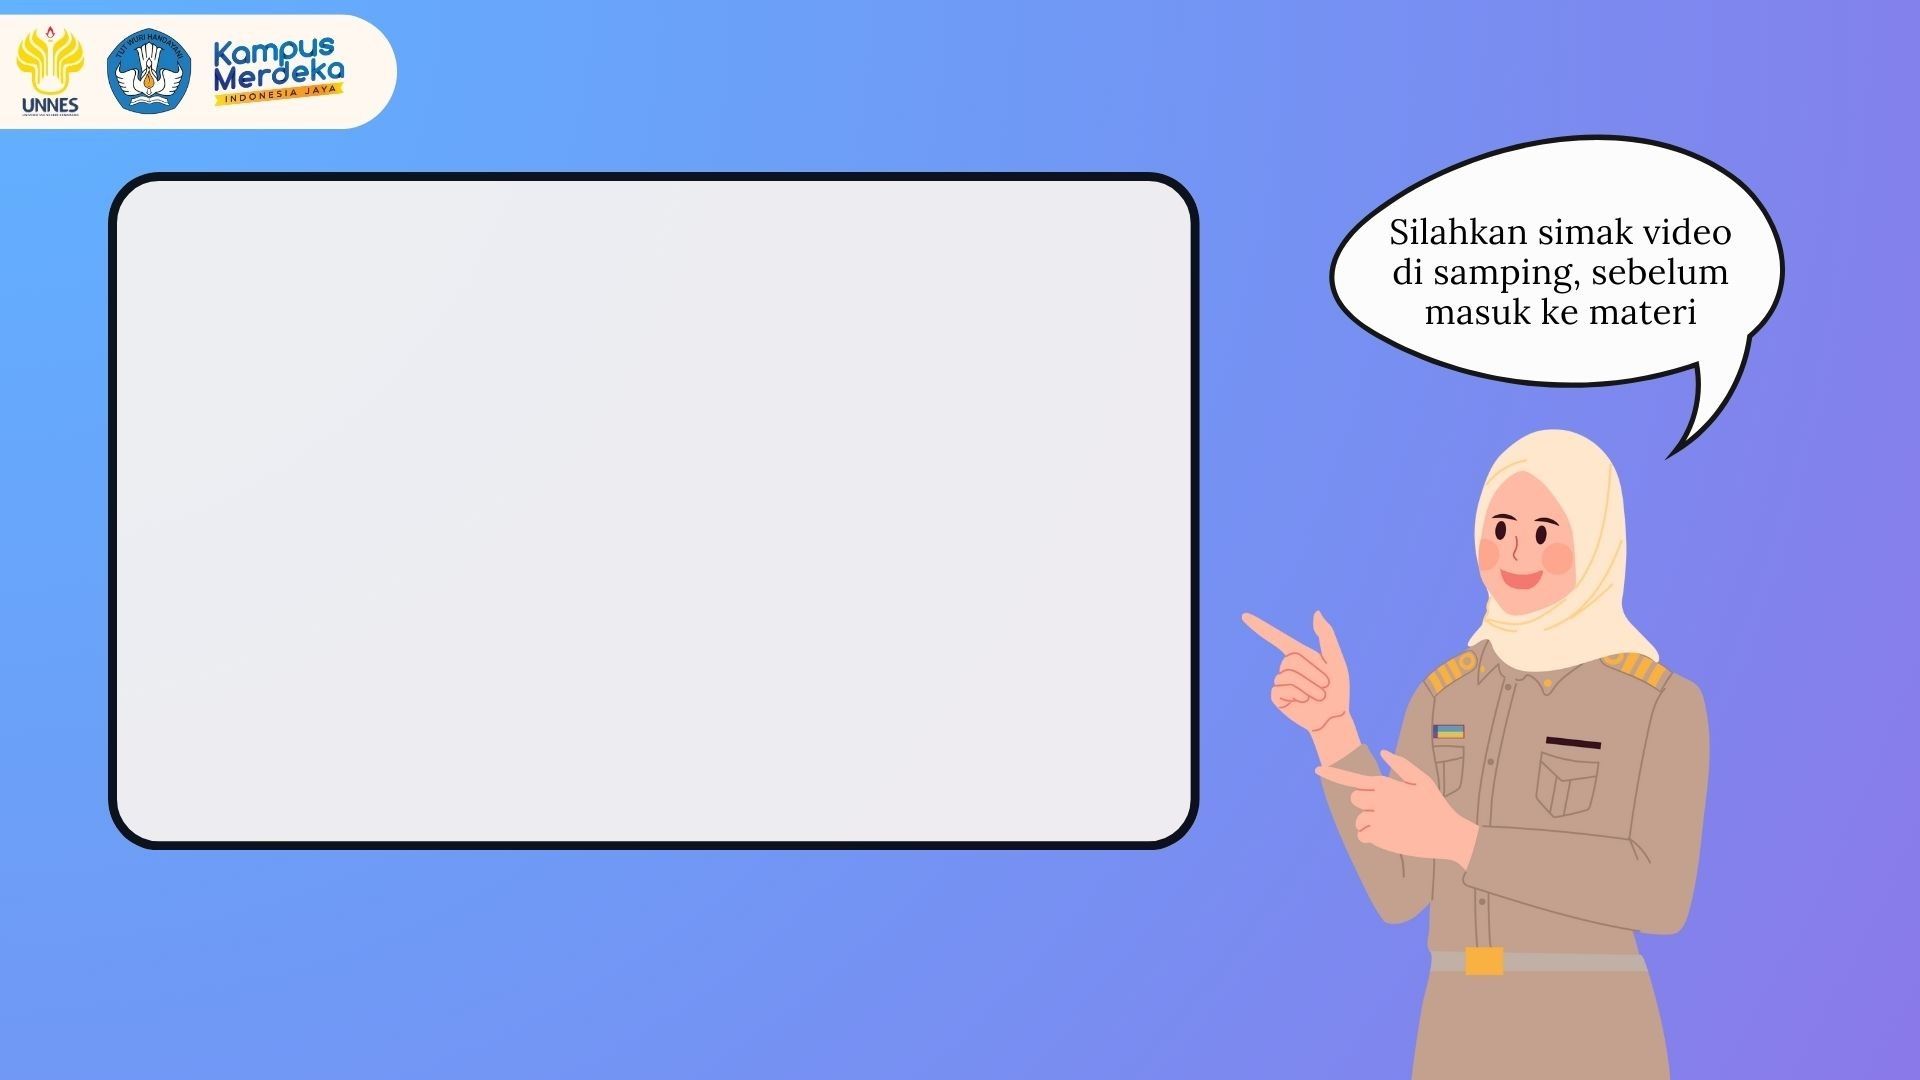 UNNES
TUT WURI HANDAYANI
Kampus
Merdeka
INDONESIA JAYA
Silahkan simak video
di samping, sebelum
masuk ke materi